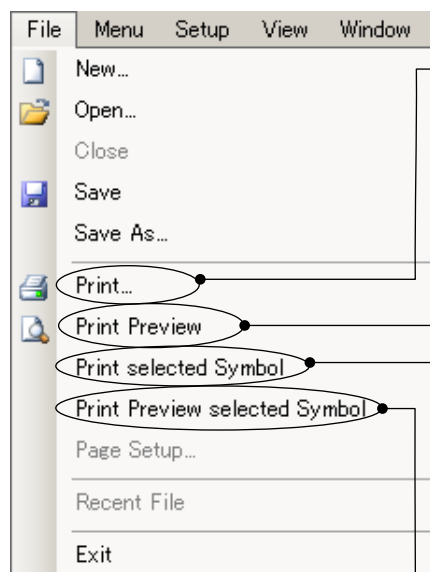 File Menu Setup View Window
New...
Open...
Close
Save
Save As...
Print...
Print Preview
Print selected Symbol
Print Preview selected Symbol
Page Setup...
Recent File
Exit